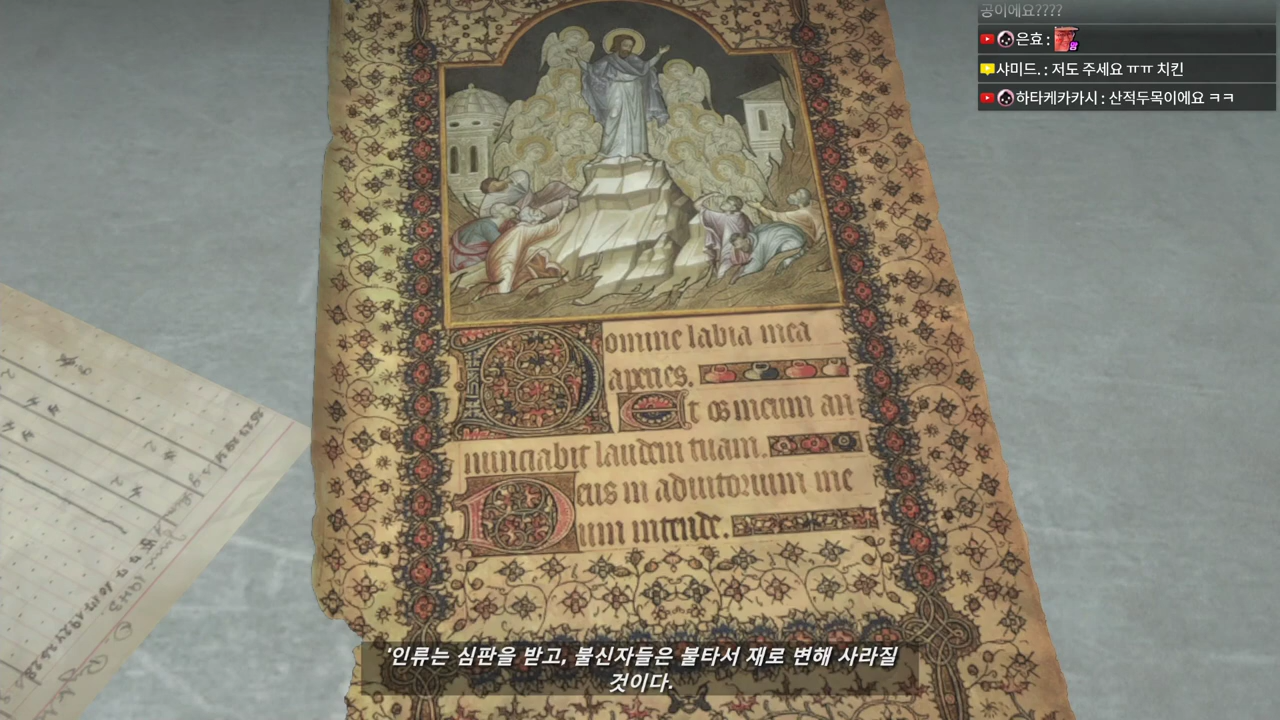 공이에요????
은효 :
샤미드. : 저도 주세요 ㅠㅠ 치킨
하타케카카시 : 산적두목이에요 ㅋㅋ
Domine labia mea
aperies.
Et os meum an
nunciabit laudem tuam.
Deus in adiutorium me
um intende.
'인류는 심판을 받고, 불신자들은 불타서 재로 변해 사라질
것이다.